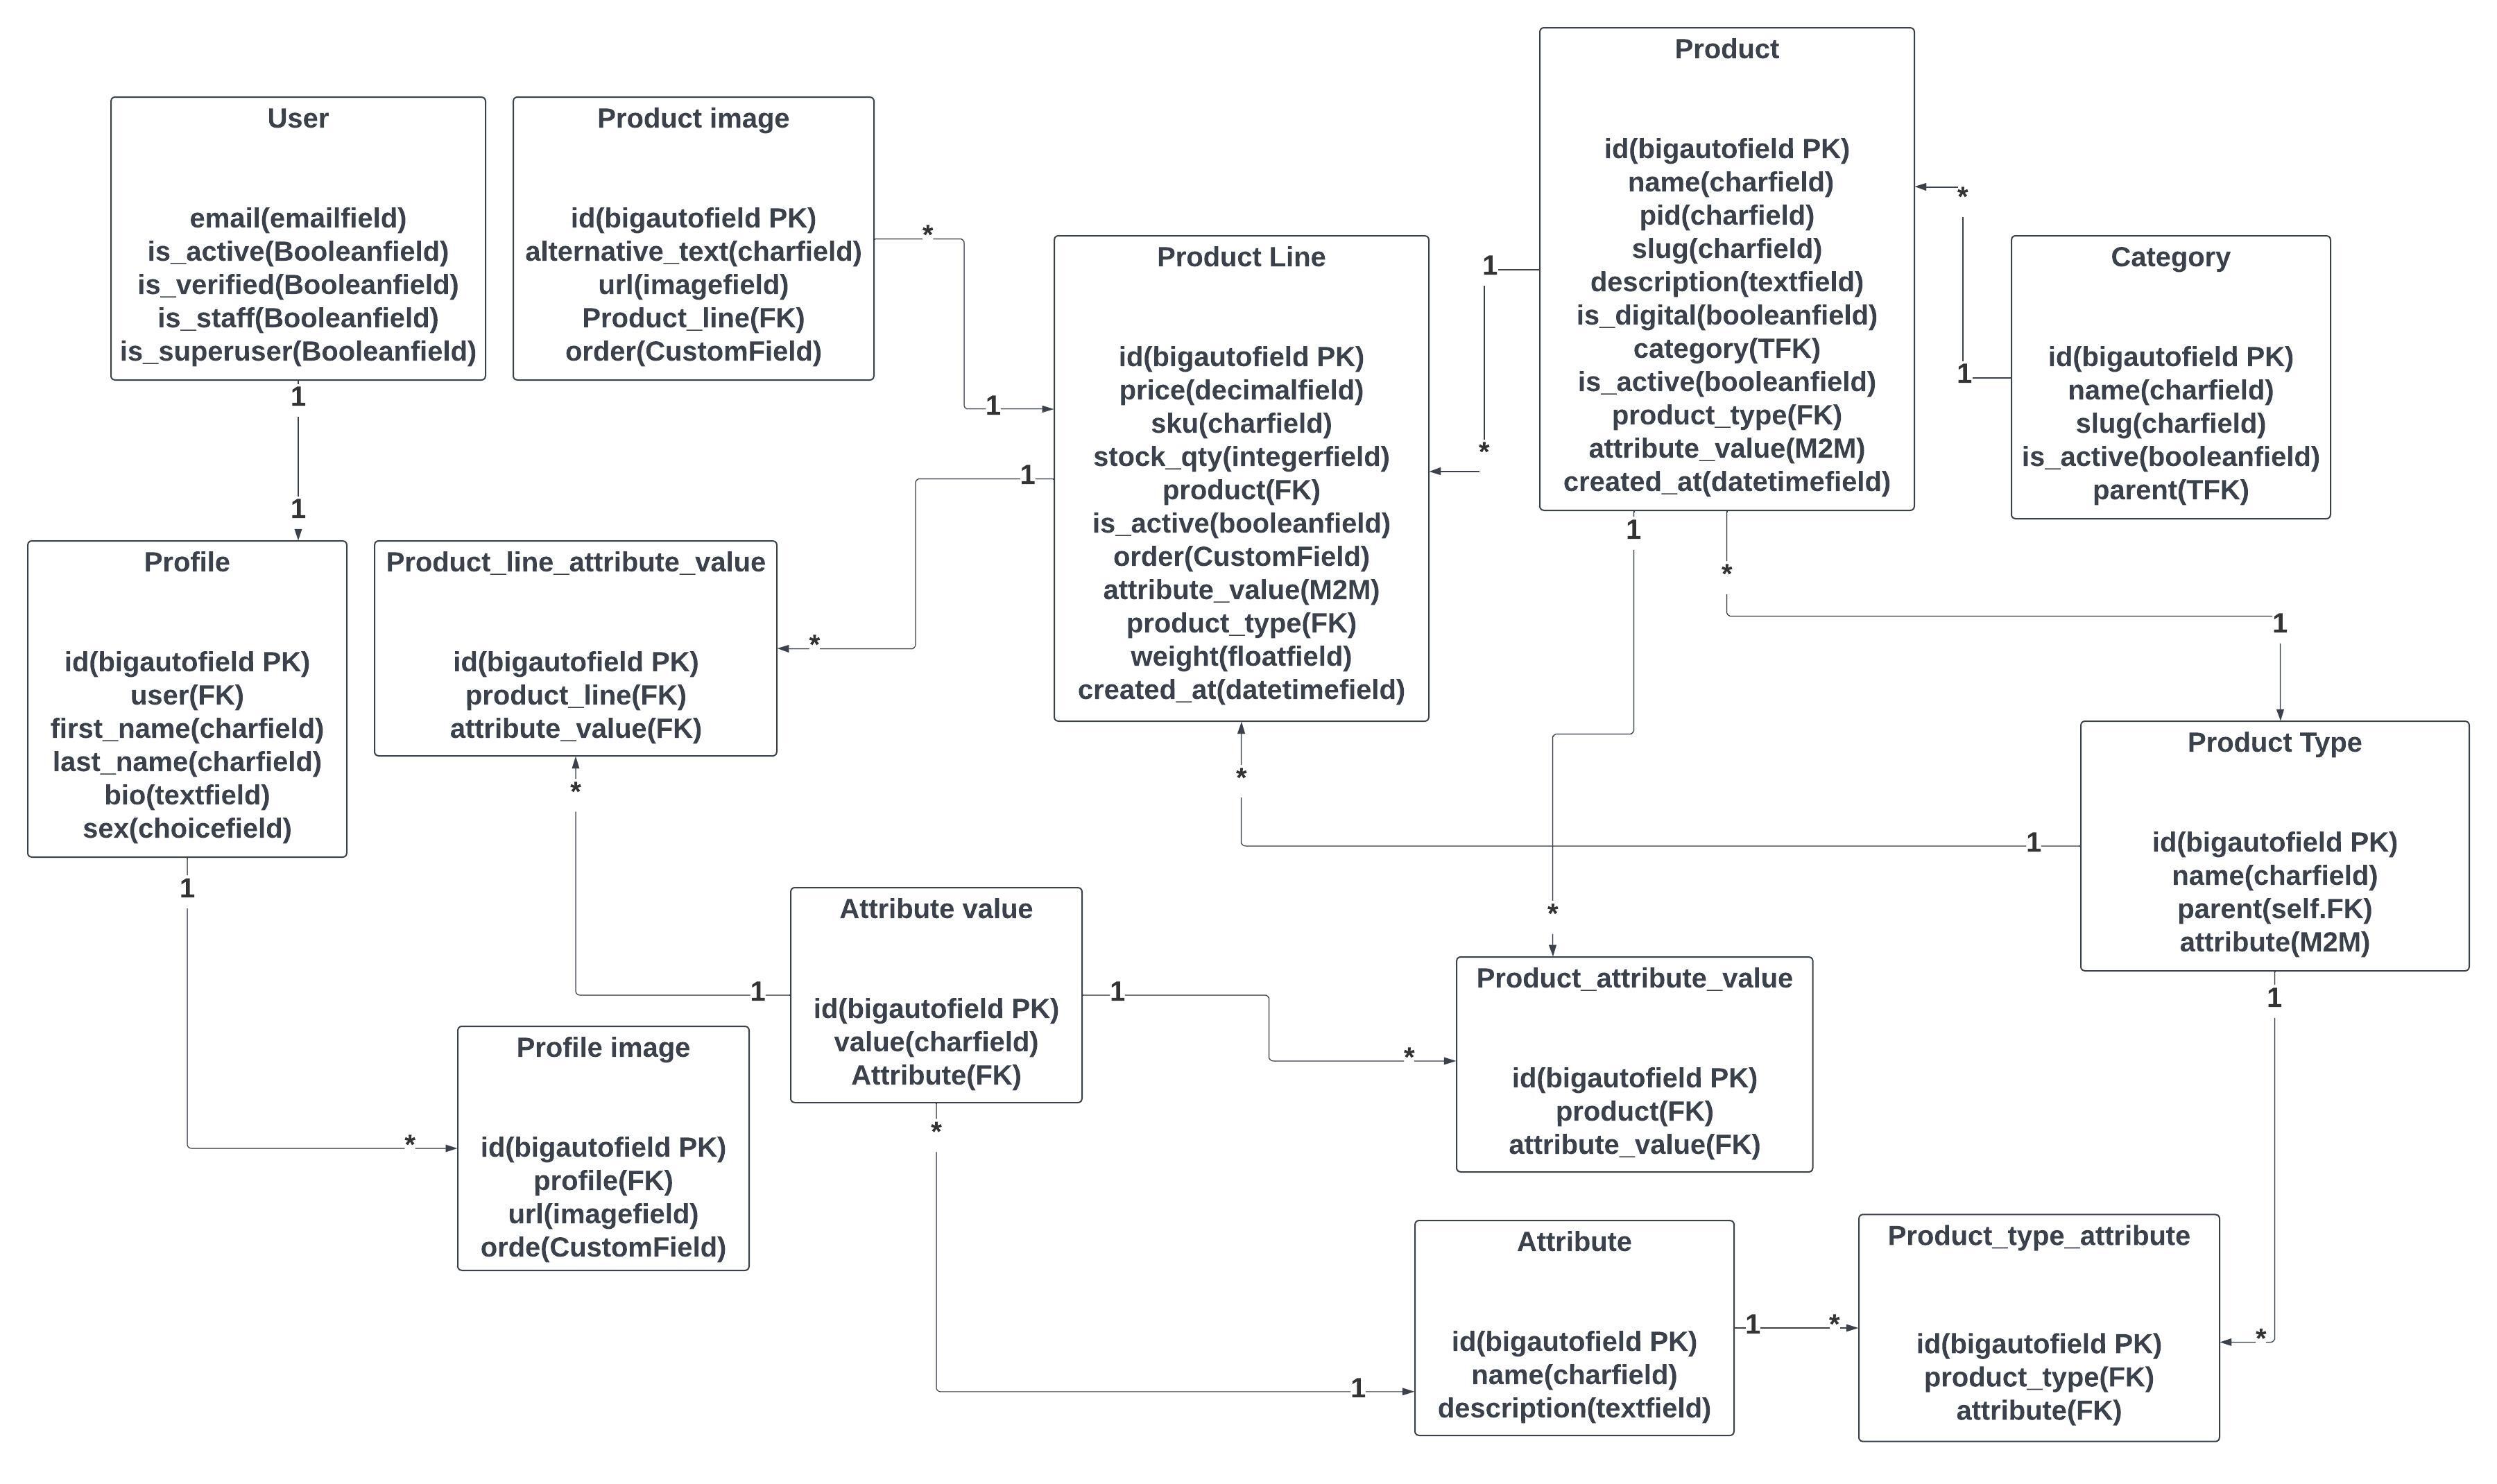 User
email(emailfield)
is_active(Booleanfield)
is_verified(Booleanfield)
is_staff(Booleanfield)
is_superuser(Booleanfield)
1
1
Product image
id(bigautofield PK)
alternative_text(charfield)
url(imagefield)
Product_line(FK)
order(CustomField)
*
1
Product Line
id(bigautofield PK)
price(decimalfield)
sku(charfield)
stock_qty(integerfield)
product(FK)
is_active(booleanfield)
order(CustomField)
attribute_value(M2M)
product_type(FK)
weight(floatfield)
created_at(datetimefield)
1
*
1
*
Product
id(bigautofield PK)
name(charfield)
pid(charfield)
slug(charfield)
description(textfield)
is_digital(booleanfield)
category(TFK)
is_active(booleanfield)
product_type(FK)
attribute_value(M2M)
created_at(datetimefield)
*
1
Category
id(bigautofield PK)
name(charfield)
slug(charfield)
is_active(booleanfield)
parent(TFK)
1
*
*
1
Profile
id(bigautofield PK)
user(FK)
first_name(charfield)
last_name(charfield)
bio(textfield)
sex(choicefield)
1
*
Product_line_attribute_value
id(bigautofield PK)
product_line(FK)
attribute_value(FK)
*
1
*
1
Product Type
id(bigautofield PK)
name(charfield)
parent(self.FK)
attribute(M2M)
1
*
Attribute value
id(bigautofield PK)
value(charfield)
Attribute(FK)
1
*
*
1
Product_attribute_value
id(bigautofield PK)
product(FK)
attribute_value(FK)
Profile image
id(bigautofield PK)
profile(FK)
url(imagefield)
orde(CustomField)
Attribute
id(bigautofield PK)
name(charfield)
description(textfield)
1
*
Product_type_attribute
id(bigautofield PK)
product_type(FK)
attribute(FK)